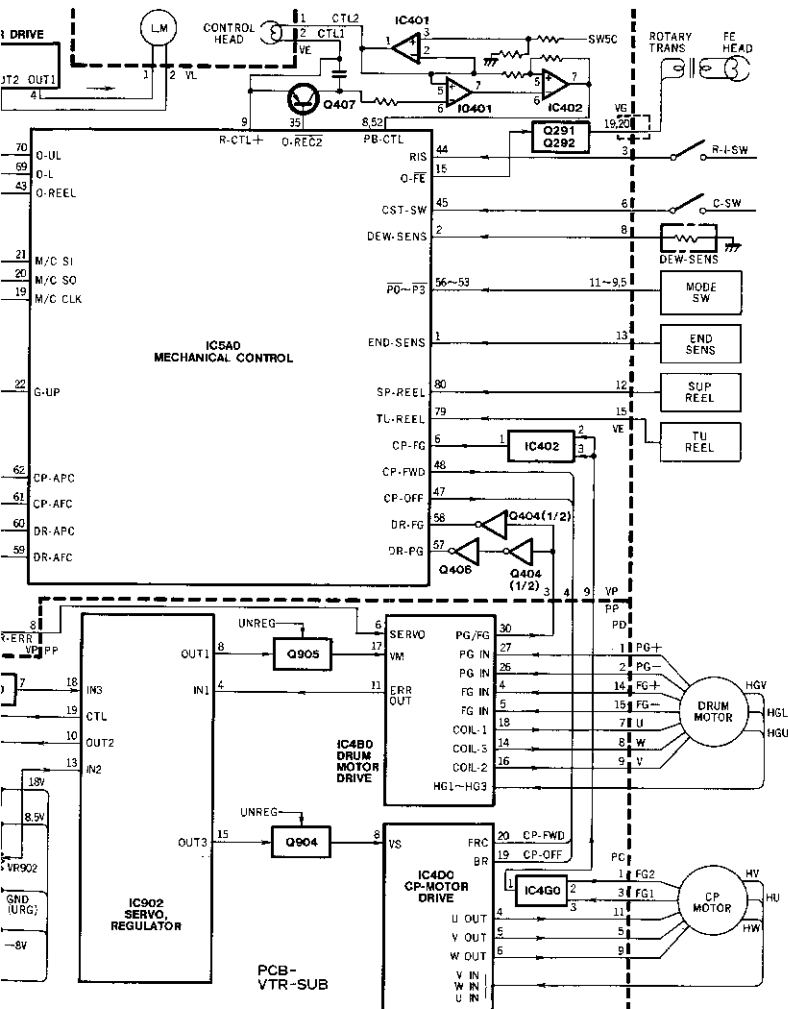 R DRIVE
UT2 OUT1
4
L.M
1
2
VL
CONTROL
HEAD
1
CTL2
2
CTL1
VE
IC401
3
1
2
SW5C
5
7
6
IC401
5
7
6
IC402
Q407
ROTARY
TRANS
FE
HEAD
VG
19,20
9
35
8,52
R-CTL+
O-REC2
PB-CTL
Q291
Q292
70
O-UL
69
O-L
43
O-REEL
21
M/C SI
20
M/C SO
19
M/C CLK
22
G-UP
62
CP-APC
61
CP-AFC
60
DR-APC
59
DR-AFC
IC5A0
MECHANICAL CONTROL
RIS
44
3
R-I-SW
O-FE
15
CST-SW
45
6
C-SW
DEW-SENS
2
8
DEW-SENS
P0~P3
56~53
11~9,5
MODE
SW
END-SENS
1
13
END
SENS
SP-REEL
80
12
SUP
REEL
TU-REEL
79
15
VE
TU
REEL
CP-FG
6
1
IC402
2
3
CP-FWD
48
CP-OFF
47
DR-FG
58
Q404(1/2)
DR-PG
57
Q406
Q404
(1/2)
3
4
9
VP
PP
PD
8
R-ERR
VP
PP
7
18
IN3
19
CTL
10
OUT2
13
IN2
18V
8.5V
VR902
GND
(URG)
-8V
OUT1
8
IN1
4
OUT3
15
IC902
SERVO,
REGULATOR
UNREG
Q905
UNREG
Q904
PCB-
VTR-SUB
6
SERVO
17
VM
11
ERR
OUT
IC4B0
DRUM
MOTOR
DRIVE
PG/FG
30
PG IN
27
1
PG+
PG IN
26
2
PG-
FG IN
4
14
FG+
FG IN
5
15
FG-
COIL-1
18
7
U
COIL-3
14
8
W
COIL-2
16
9
V
HG1~HG3
DRUM
MOTOR
HGV
HGL
HGU
8
VS
IC4D0
CP-MOTOR
DRIVE
FRC
20
CP-FWD
BR
19
CP-OFF
PC
1
IC4G0
2
3
1
FG2
3
FG1
U OUT
4
11
V OUT
5
5
W OUT
6
9
V IN
W IN
U IN
CP
MOTOR
HV
HU
HW